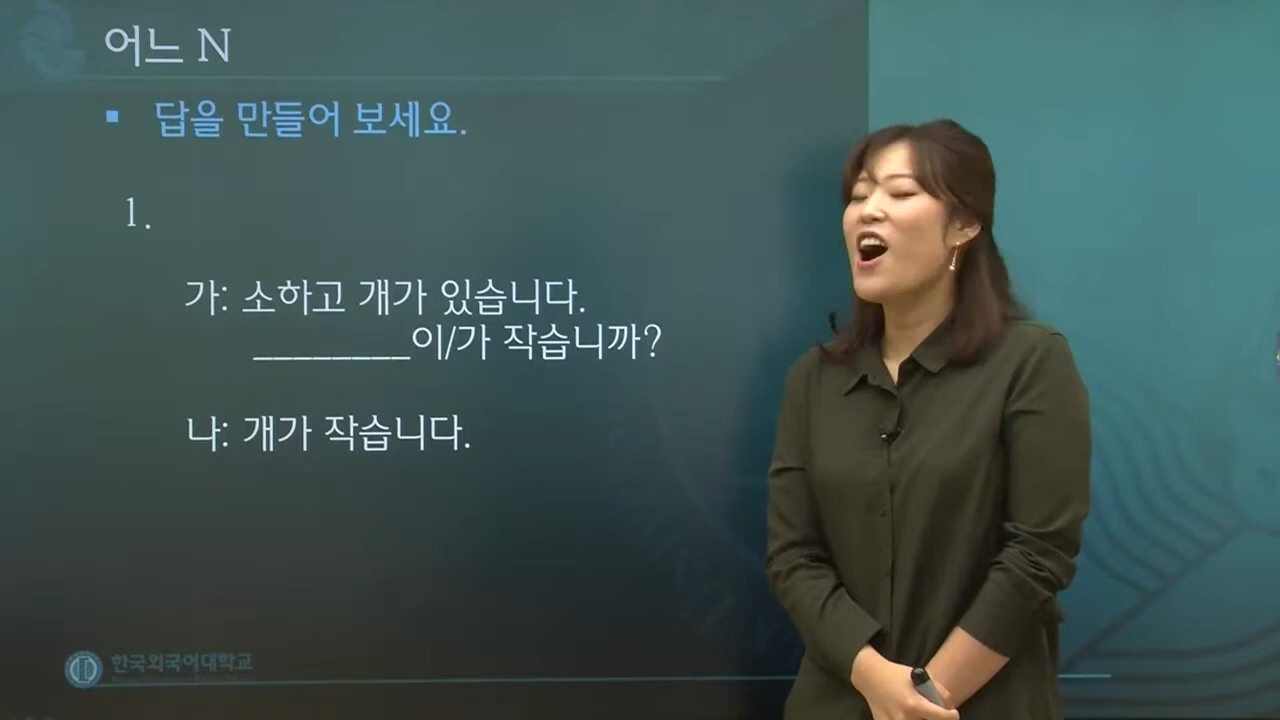 어느 N
▪ 답을 만들어 보세요.
1.
가: 소하고 개가 있습니다.
________이/가 작습니까?
나: 개가 작습니다.
한국외국어대학교